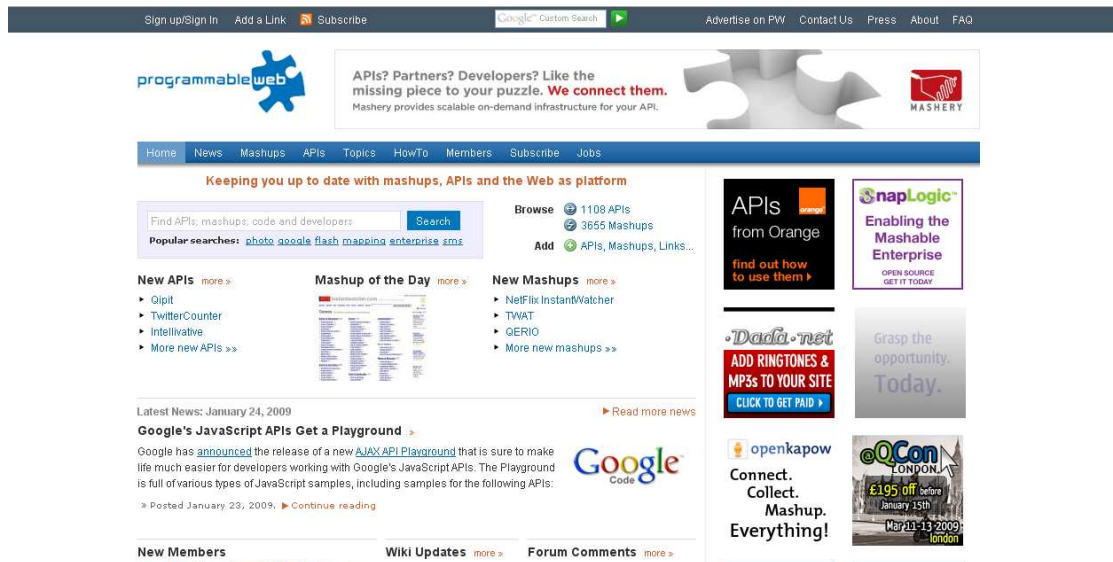 Sign up/Sign In Add a Link Subscribe Google™ Custom Search Advertise on PW Contact Us Press About FAQ
programmableweb
APIs? Partners? Developers? Like the
missing piece to your puzzle. We connect them.
Mashery provides scalable on-demand infrastructure for your API.
MASHERY
Home News Mashups APIs Topics HowTo Members Subscribe Jobs
Keeping you up to date with mashups, APIs and the Web as platform
Find APIs, mashups, code and developers Search
Popular searches: photo google flash mapping enterprise sms
Browse 1108 APIs
3655 Mashups
Add APIs, Mashups, Links...
New APIs more »
Qipit
TwitterCounter
Intellivative
More new APIs »»
Mashup of the Day more »
New Mashups more »
NetFlix InstantWatcher
TWAT
QERIO
More new mashups »»
Latest News: January 24, 2009 Read more news
Google's JavaScript APIs Get a Playground »
Google has announced the release of a new AJAX API Playground that is sure to make
life much easier for developers working with Google's JavaScript APIs. The Playground
is full of various types of JavaScript samples, including samples for the following APIs:
» Posted January 23, 2009. Continue reading
Google
Code
New Members
Wiki Updates more »
Forum Comments more »
APIs orange™
from Orange
find out how
to use them
SnapLogic™
Enabling the
Mashable
Enterprise
OPEN SOURCE
GET IT TODAY
Dada.net
ADD RINGTONES &
MP3s TO YOUR SITE
CLICK TO GET PAID
Grasp the
opportunity.
Today.
openkapow
Connect.
Collect.
Mashup.
Everything!
@QCon
LONDON
£195 off before
January 15th
Mar 11-13 2009
london